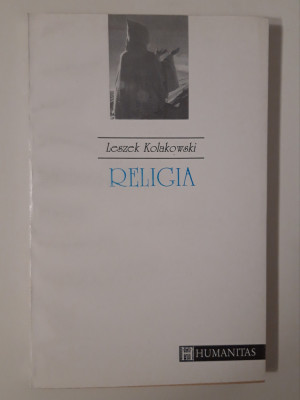 Leszek Kolakowski
RELIGIA
HUMANITAS